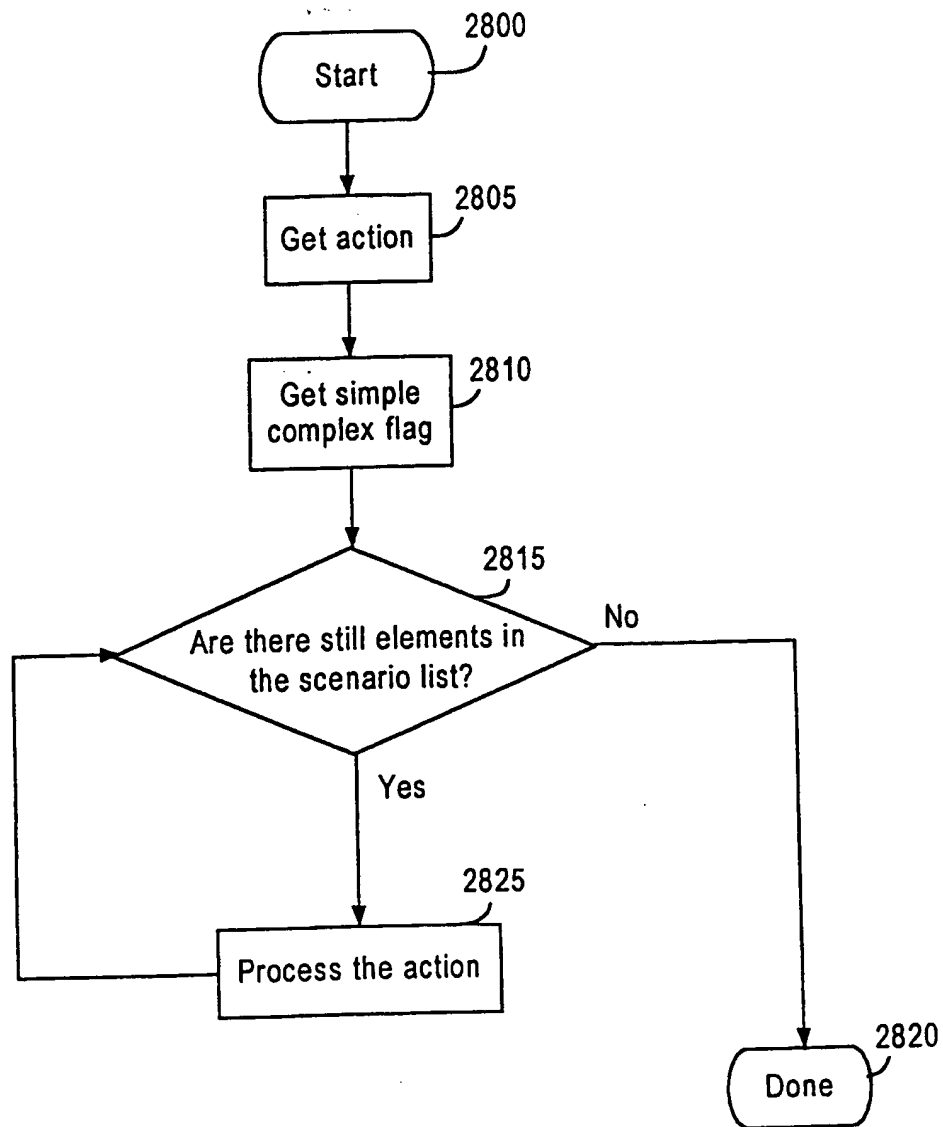 2800
Start
2805
Get action
2810
Get simple
complex flag
2815
Are there still elements in
the scenario list?
No
Yes
2825
Process the action
2820
Done